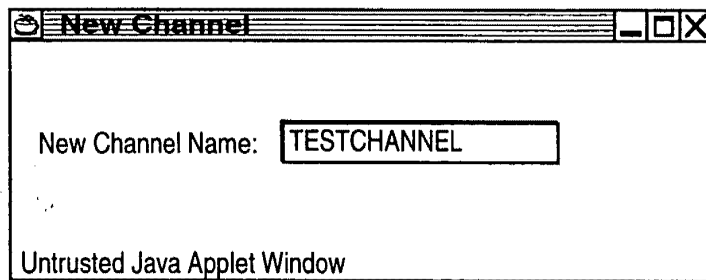 New Channel
New Channel Name: TESTCHANNEL
Untrusted Java Applet Window